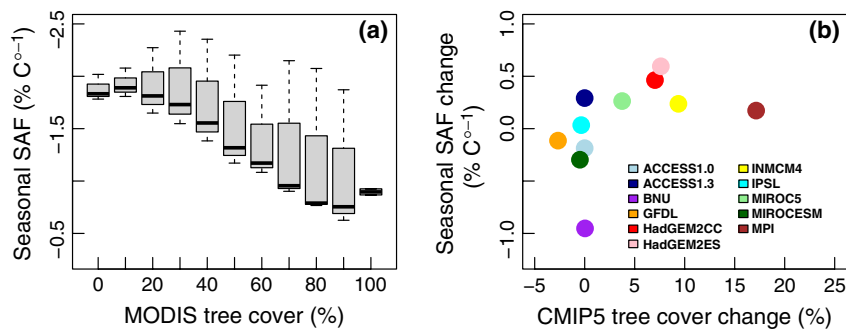 (a)
Seasonal SAF (% C°⁻¹)
-2.5
-1.5
-0.5
0
20
40
60
80
100
MODIS tree cover (%)
(b)
Seasonal SAF change
(% C°⁻¹)
1.0
0.5
0.0
-1.0
ACCESS1.0
ACCESS1.3
BNU
GFDL
HadGEM2CC
HadGEM2ES
INMCM4
IPSL
MIROC5
MIROCESM
MPI
-5
0
5
10
15
20
25
CMIP5 tree cover change (%)